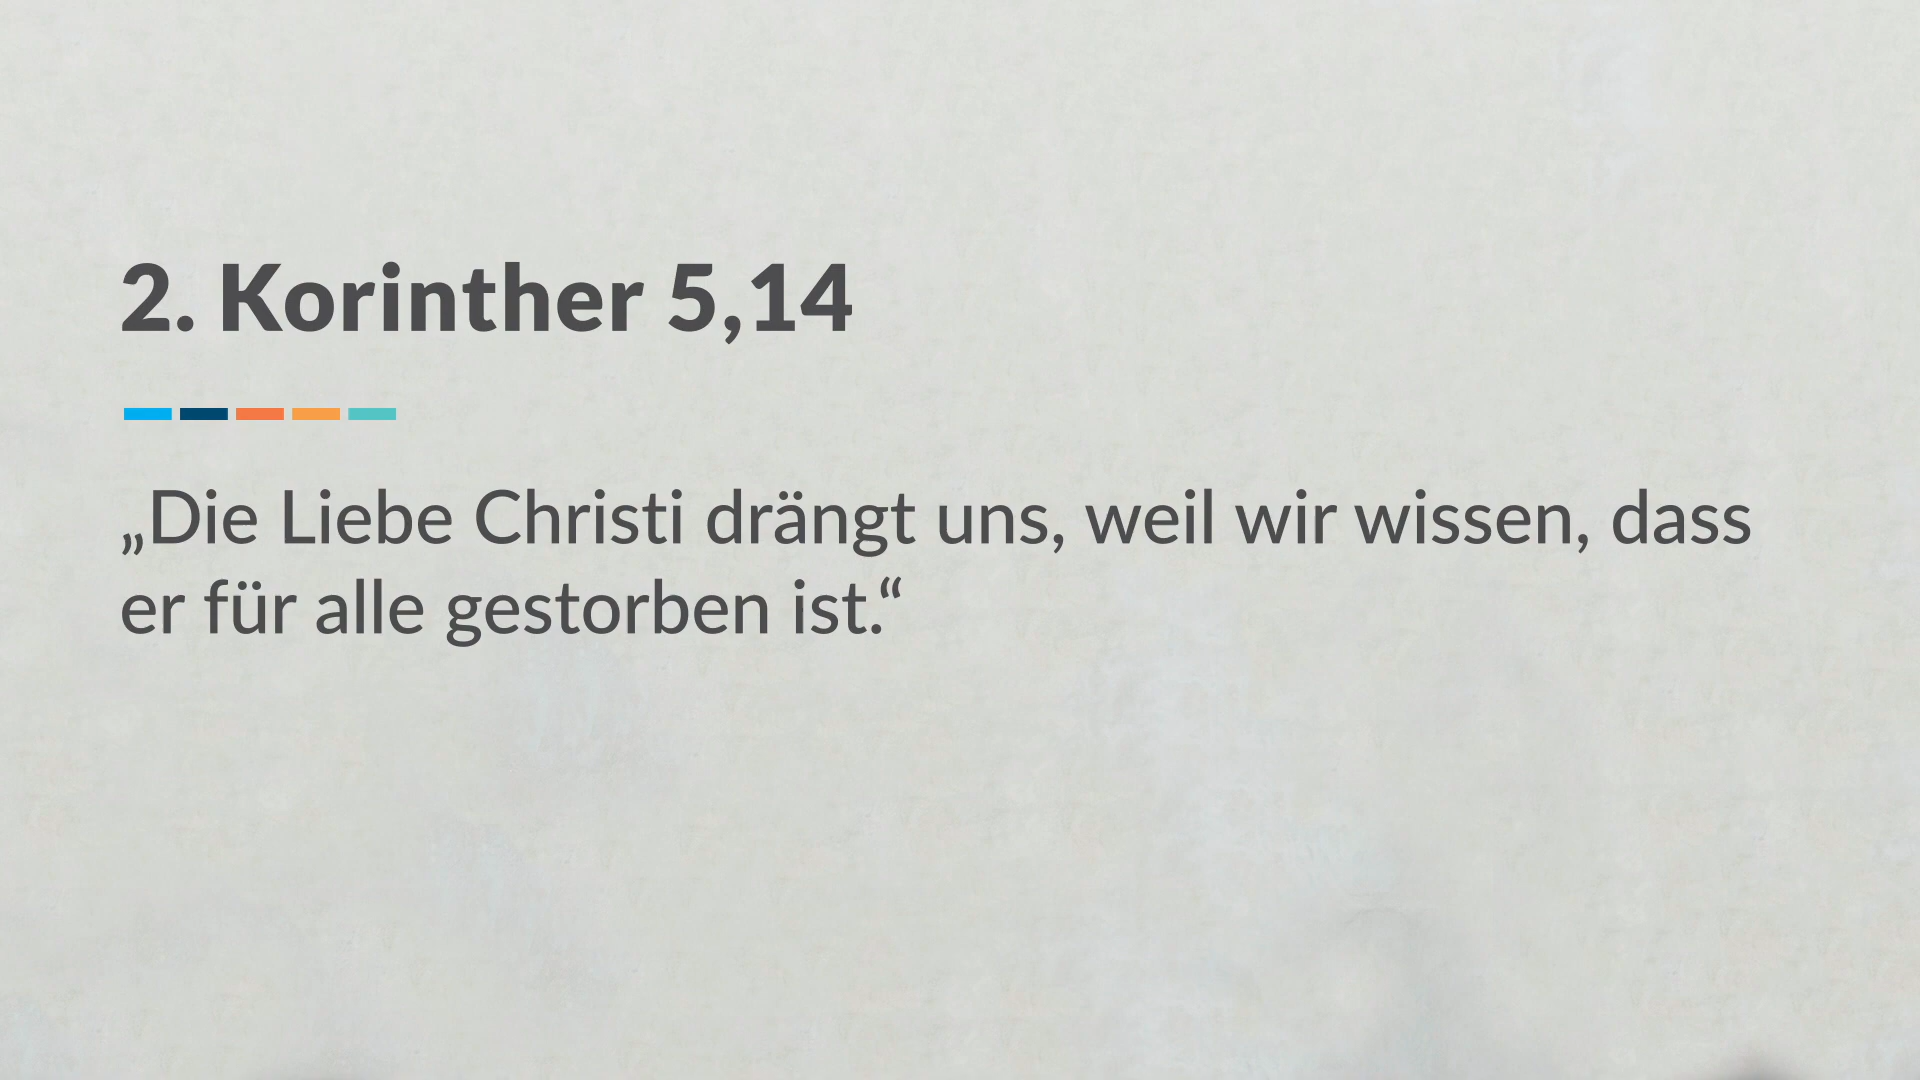 2. Korinther 5,14
„Die Liebe Christi drängt uns, weil wir wissen, dass
er für alle gestorben ist.“